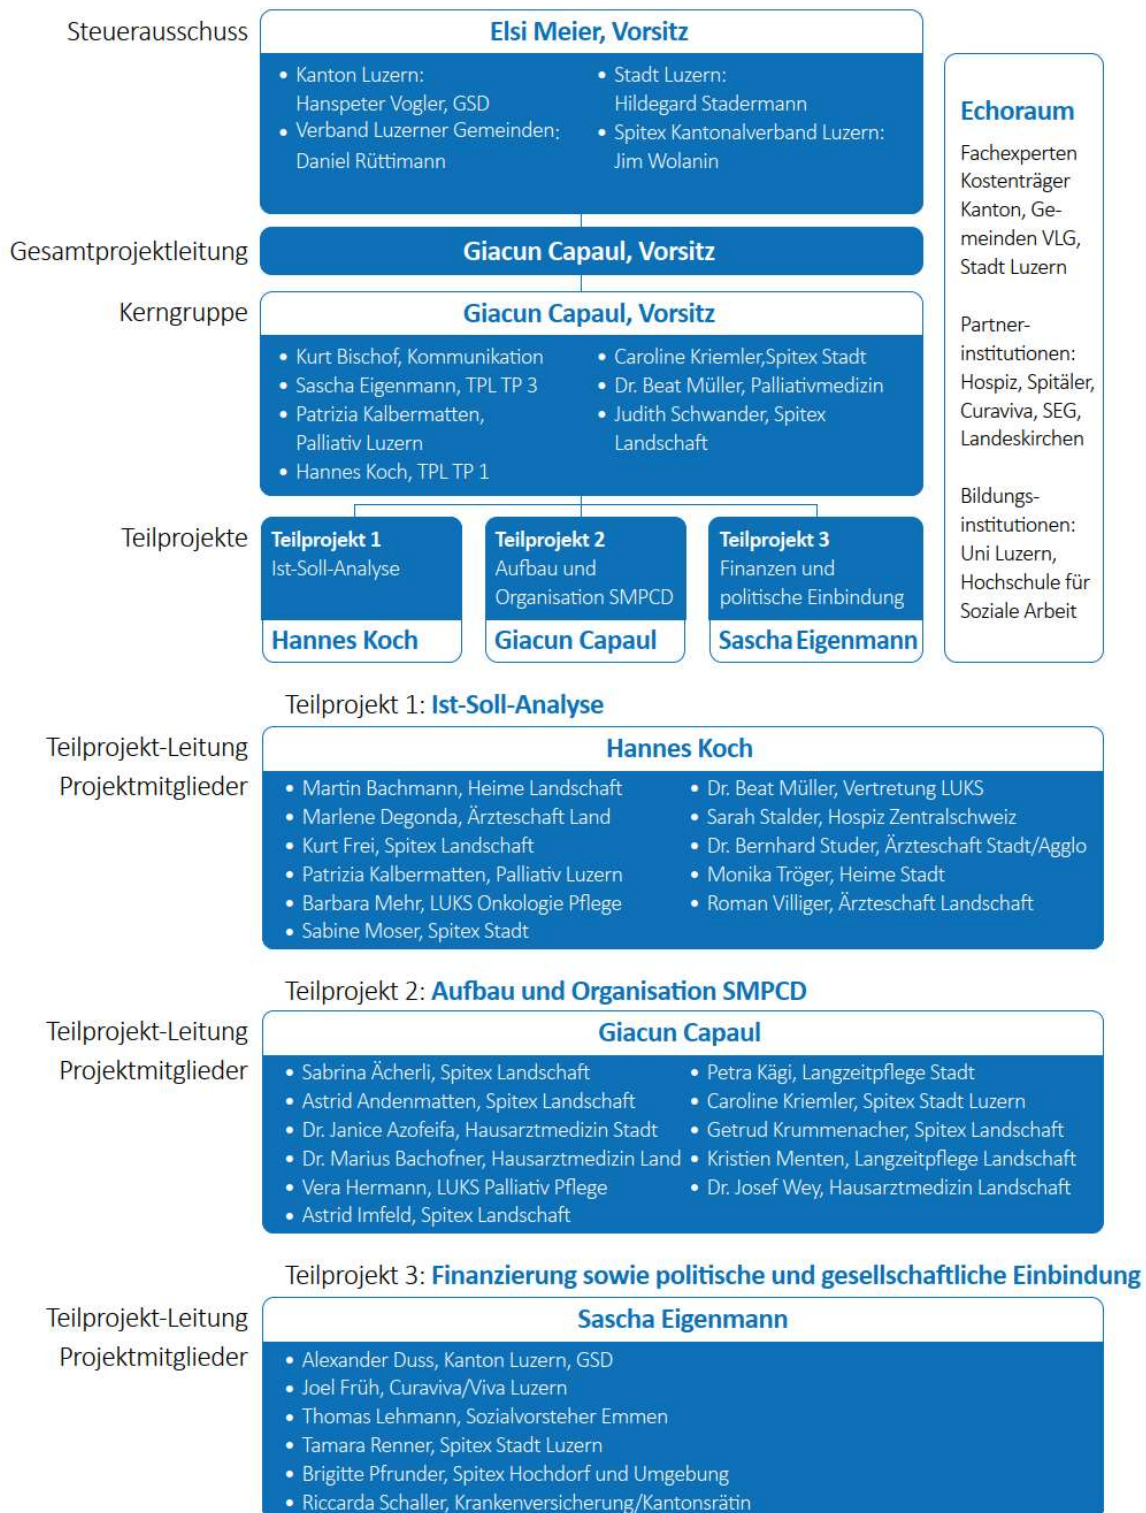 Steuerausschuss
Elsi Meier, Vorsitz
• Kanton Luzern:
Hanspeter Vogler, GSD
• Verband Luzerner Gemeinden:
Daniel Rüttimann
• Stadt Luzern:
Hildegard Stadermann
• Spitex Kantonalverband Luzern:
Jim Wolanin
Gesamtprojektleitung
Giacun Capaul, Vorsitz
Kerngruppe
Giacun Capaul, Vorsitz
• Kurt Bischof, Kommunikation
• Sascha Eigenmann, TPL TP 3
• Patrizia Kalbermatten,
Palliativ Luzern
• Hannes Koch, TPL TP 1
• Caroline Kriemler,Spitex Stadt
• Dr. Beat Müller, Palliativmedizin
• Judith Schwander, Spitex
Landschaft
Teilprojekte
Teilprojekt 1
Ist-Soll-Analyse
Hannes Koch
Teilprojekt 2
Aufbau und
Organisation SMPCD
Giacun Capaul
Teilprojekt 3
Finanzen und
politische Einbindung
Sascha Eigenmann
Echoraum
Fachexperten
Kostenträger
Kanton, Ge-
meinden VLG,
Stadt Luzern
Partner-
institutionen:
Hospiz, Spitäler,
Curaviva, SEG,
Landeskirchen
Bildungs-
institutionen:
Uni Luzern,
Hochschule für
Soziale Arbeit
Teilprojekt 1: Ist-Soll-Analyse
Teilprojekt-Leitung
Hannes Koch
Projektmitglieder
• Martin Bachmann, Heime Landschaft
• Marlene Degonda, Ärzteschaft Land
• Kurt Frei, Spitex Landschaft
• Patrizia Kalbermatten, Palliativ Luzern
• Barbara Mehr, LUKS Onkologie Pflege
• Sabine Moser, Spitex Stadt
• Dr. Beat Müller, Vertretung LUKS
• Sarah Stalder, Hospiz Zentralschweiz
• Dr. Bernhard Studer, Ärzteschaft Stadt/Agglo
• Monika Tröger, Heime Stadt
• Roman Villiger, Ärzteschaft Landschaft
Teilprojekt 2: Aufbau und Organisation SMPCD
Teilprojekt-Leitung
Giacun Capaul
Projektmitglieder
• Sabrina Ächerli, Spitex Landschaft
• Astrid Andenmatten, Spitex Landschaft
• Dr. Janice Azofeifa, Hausarztmedizin Stadt
• Dr. Marius Bachofner, Hausarztmedizin Land
• Vera Hermann, LUKS Palliativ Pflege
• Astrid Imfeld, Spitex Landschaft
• Petra Kägi, Langzeitpflege Stadt
• Caroline Kriemler, Spitex Stadt Luzern
• Getrud Krummenacher, Spitex Landschaft
• Kristien Menten, Langzeitpflege Landschaft
• Dr. Josef Wey, Hausarztmedizin Landschaft
Teilprojekt 3: Finanzierung sowie politische und gesellschaftliche Einbindung
Teilprojekt-Leitung
Sascha Eigenmann
Projektmitglieder
• Alexander Duss, Kanton Luzern, GSD
• Joel Früh, Curaviva/Viva Luzern
• Thomas Lehmann, Sozialvorsteher Emmen
• Tamara Renner, Spitex Stadt Luzern
• Brigitte Pfrunder, Spitex Hochdorf und Umgebung
• Riccarda Schaller, Krankenversicherung/Kantonsrätin